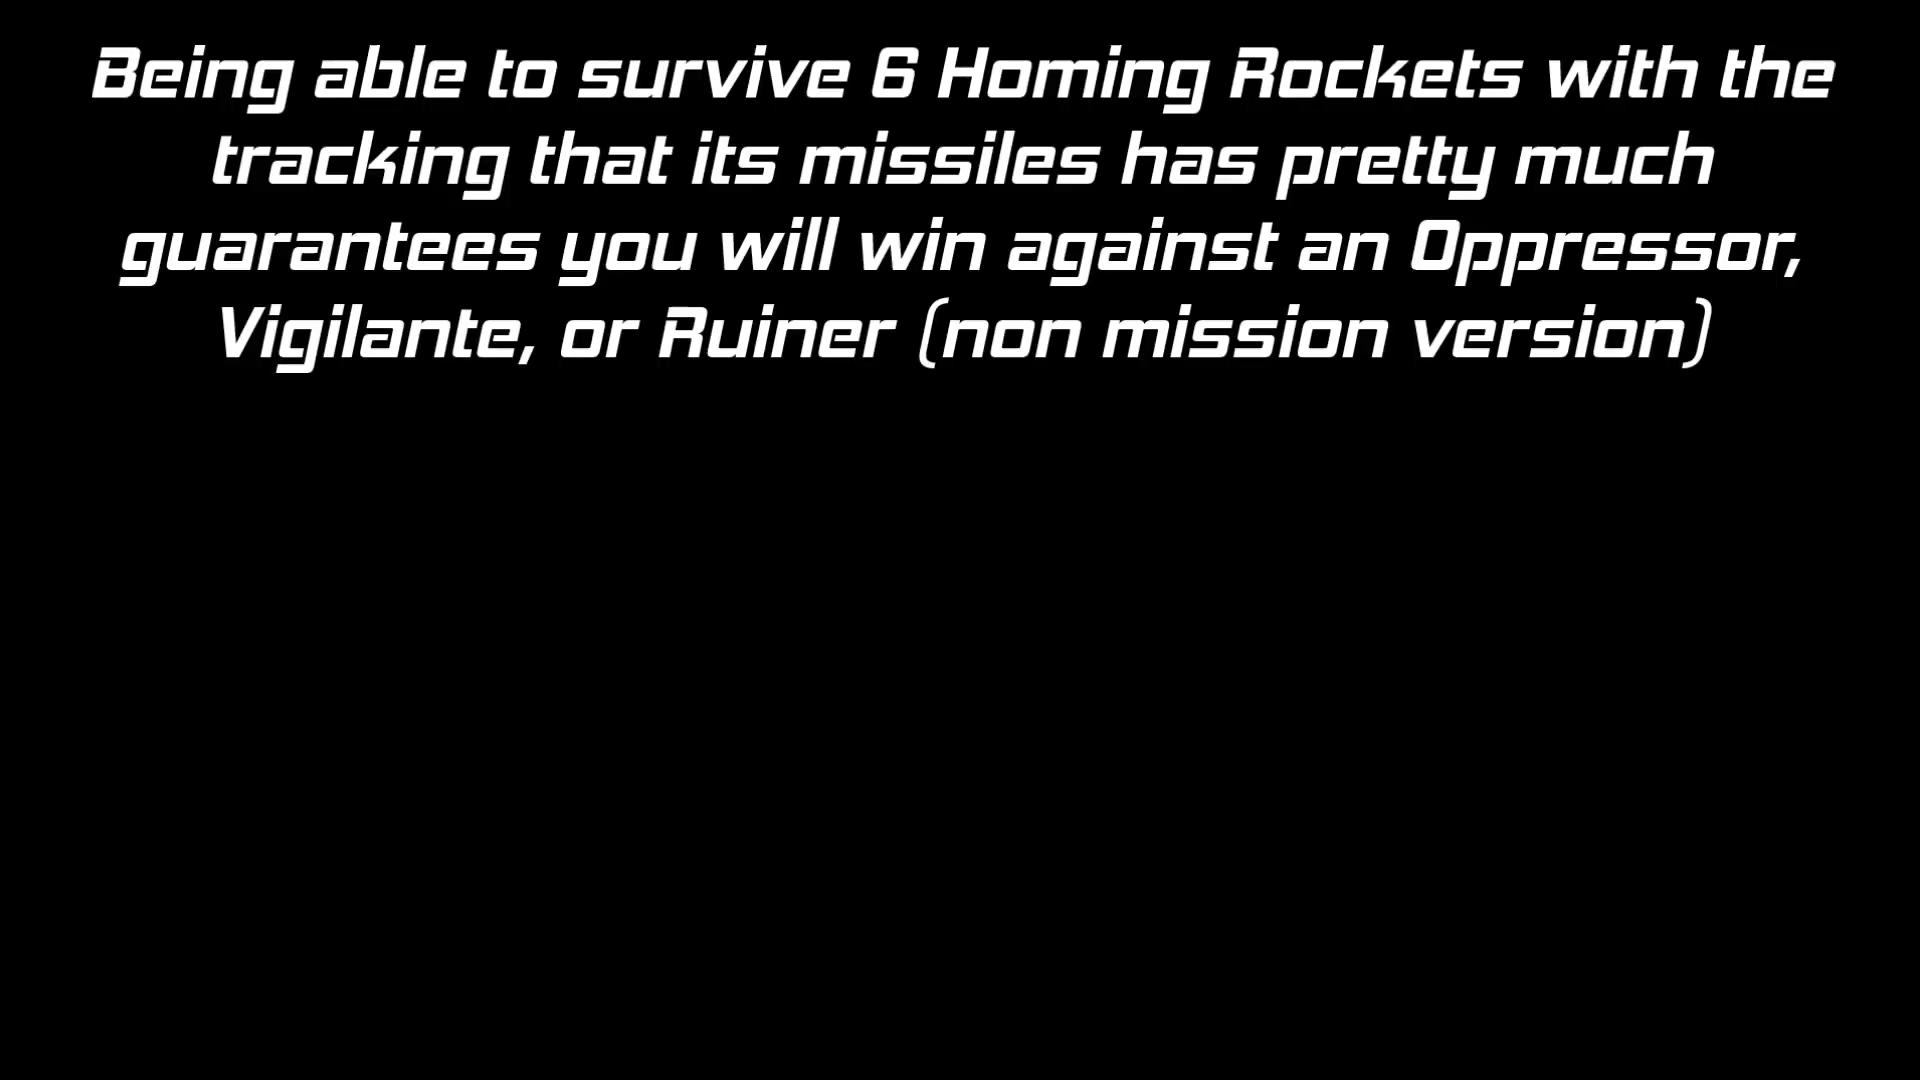 Being able to survive 6 Homing Rockets with the
tracking that its missiles has pretty much
guarantees you will win against an Oppressor,
Vigilante, or Ruiner (non mission version)